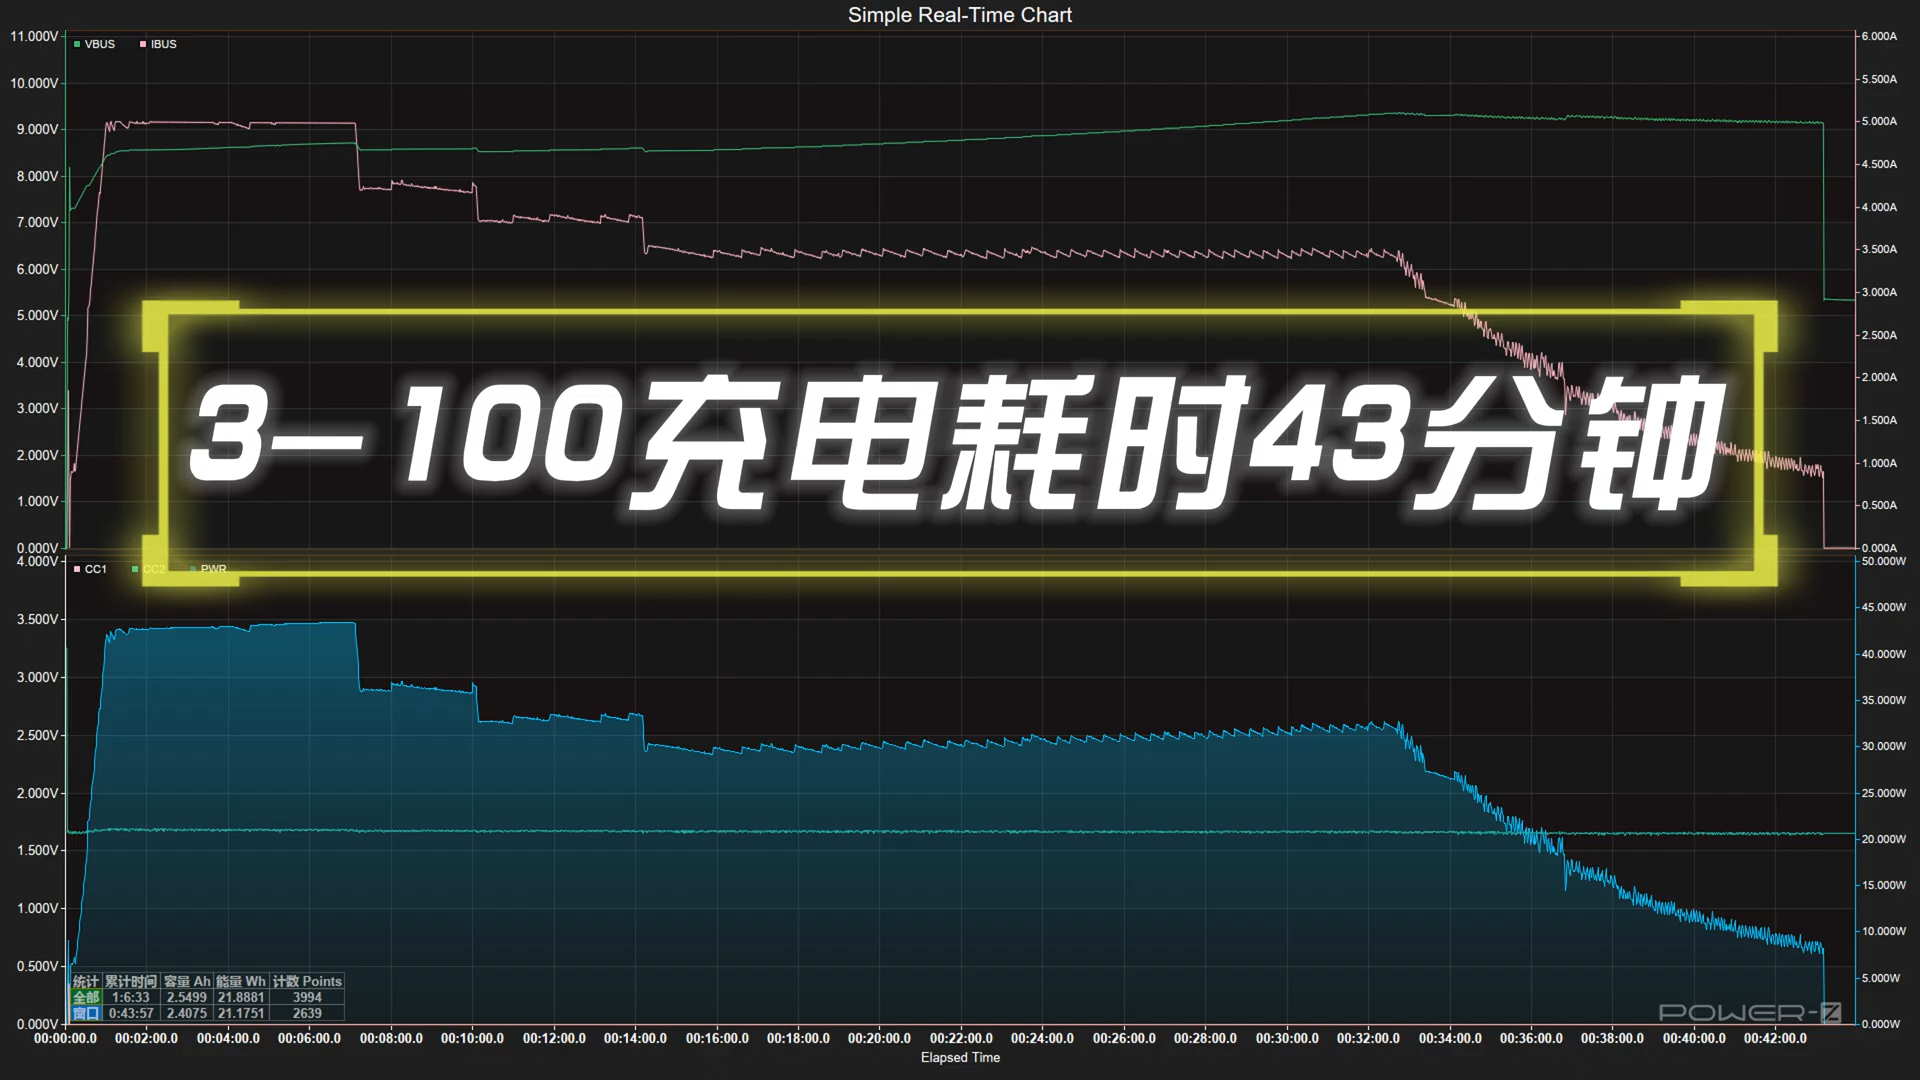 Simple Real-Time Chart
VBUS IBUS
11.000V
10.000V
9.000V
8.000V
7.000V
6.000V
5.000V
4.000V
3.000V
2.000V
1.000V
0.000V
6.000A
5.500A
5.000A
4.500A
4.000A
3.500A
3.000A
2.500A
2.000A
1.500A
1.000A
0.500A
0.000A
3—100充电耗时43分钟
CC1 CC2 PWR
4.000V
3.500V
3.000V
2.500V
2.000V
1.500V
1.000V
0.500V
0.000V
50.000W
45.000W
40.000W
35.000W
30.000W
25.000W
20.000W
15.000W
10.000W
5.000W
0.000W
统计 累计时间 容量 Ah 能量 Wh 计数 Points
全部 1:6:33 2.5499 21.8881 3994
窗口 0:43:57 2.4075 21.1751 2639
POWER-Z
00:00:00.0 00:02:00.0 00:04:00.0 00:06:00.0 00:08:00.0 00:10:00.0 00:12:00.0 00:14:00.0 00:16:00.0 00:18:00.0 00:20:00.0 00:22:00.0 00:24:00.0 00:26:00.0 00:28:00.0 00:30:00.0 00:32:00.0 00:34:00.0 00:36:00.0 00:38:00.0 00:40:00.0 00:42:00.0
Elapsed Time